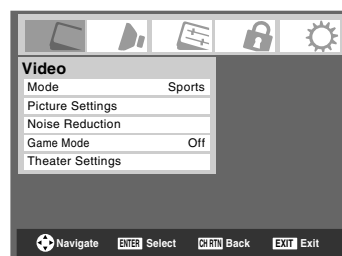 Video
Mode Sports
Picture Settings
Noise Reduction
Game Mode Off
Theater Settings
Navigate ENTER Select CH RTN Back EXIT Exit